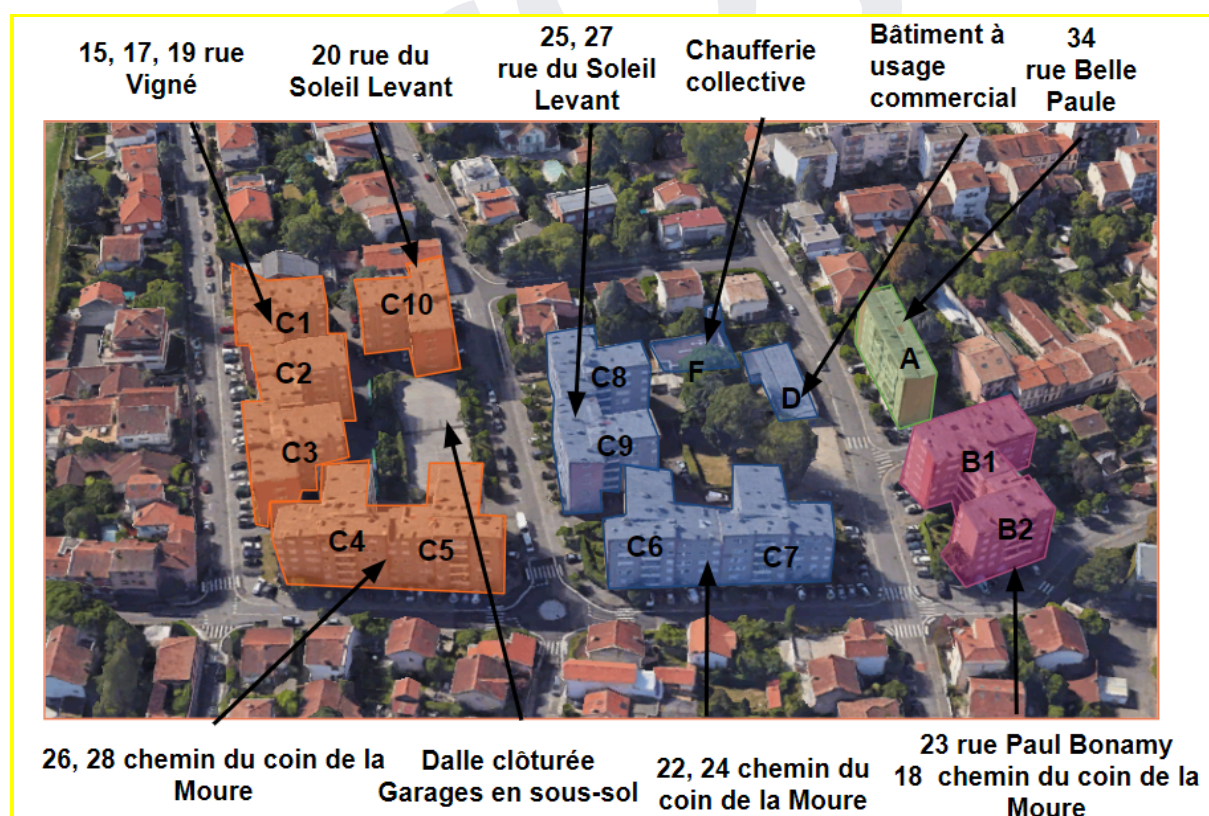 15, 17, 19 rue
Vigné
20 rue du
Soleil Levant
25, 27
rue du Soleil
Levant
Chaufferie
collective
Bâtiment à
usage
commercial
34
rue Belle
Paule
C1
C10
C2
C3
C4
C5
C8
C9
F
D
A
B1
B2
C6
C7
26, 28 chemin du coin de la
Moure
Dalle clôturée
Garages en sous-sol
22, 24 chemin du
coin de la Moure
23 rue Paul Bonamy
18 chemin du coin de la
Moure